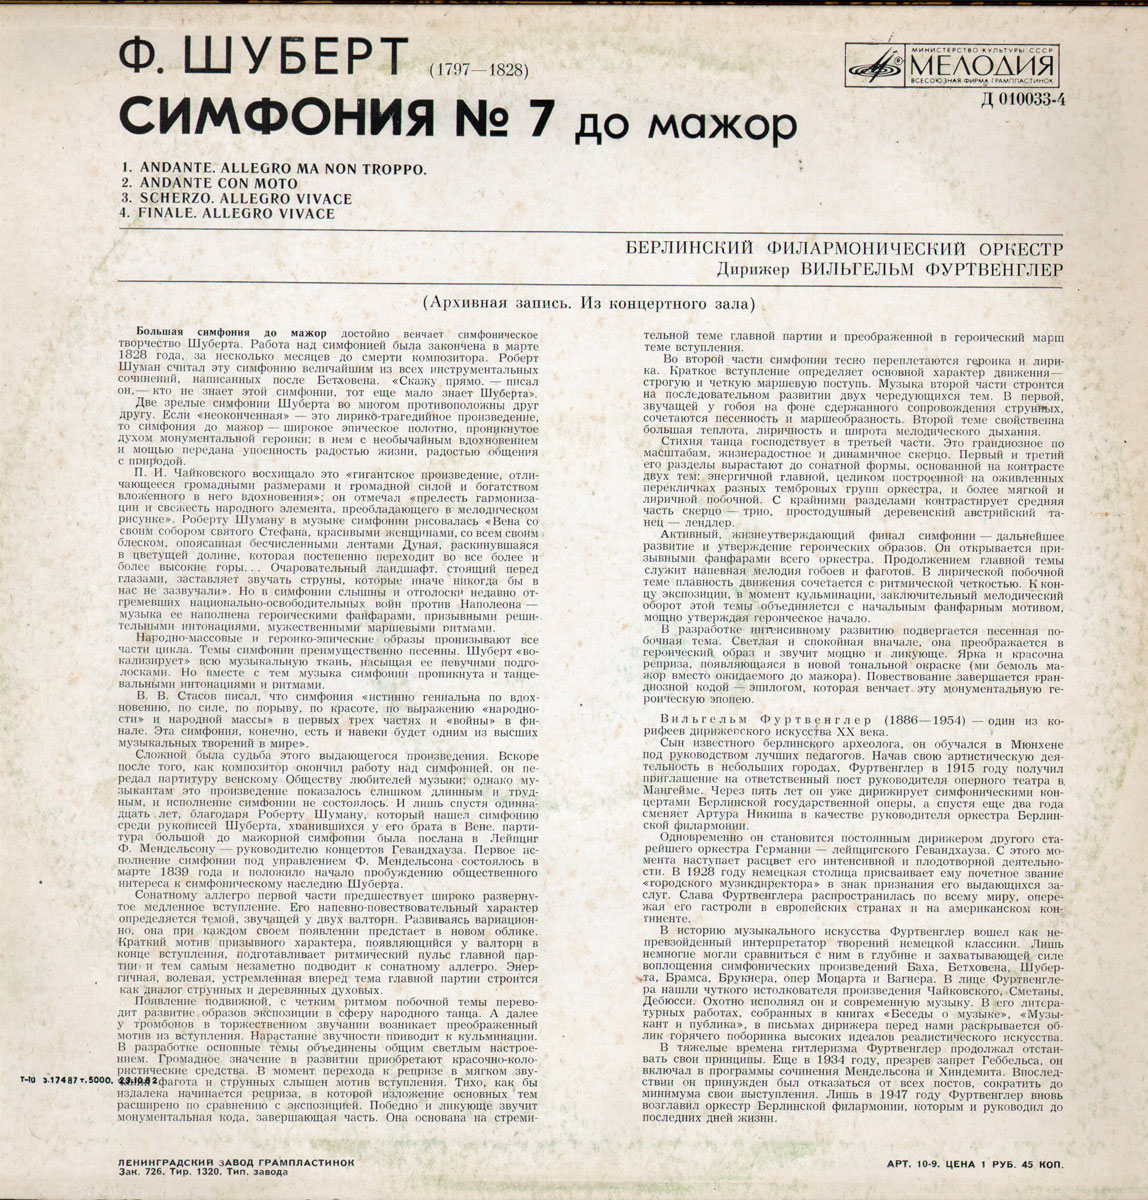 Ф. ШУБЕРТ (1797—1828)
СИМФОНИЯ № 7 до мажор
МИНИСТЕРСТВО КУЛЬТУРЫ СССР
МЕЛОДИЯ
ВСЕСОЮЗНАЯ ФИРМА ГРАМПЛАСТИНОК
Д 010033-4
1. ANDANTE. ALLEGRO MA NON TROPPO.
2. ANDANTE CON MOTO
3. SCHERZO. ALLEGRO VIVACE
4. FINALE. ALLEGRO VIVACE
БЕРЛИНСКИЙ ФИЛАРМОНИЧЕСКИЙ ОРКЕСТР
Дирижер ВИЛЬГЕЛЬМ ФУРТВЕНГЛЕР
(Архивная запись. Из концертного зала)
Большая симфония до мажор достойно венчает симфоническое
творчество Шуберта. Работа над симфонией была закончена в марте
1828 года, за несколько месяцев до смерти композитора. Роберт
Шуман считал эту симфонию величайшим из всех инструментальных
сочинений, написанных после Бетховена. «Скажу прямо, — писал
он, — кто не знает этой симфонии, тот еще мало знает Шуберта».
Две зрелые симфонии Шуберта во многом противоположны друг
другу. Если «неоконченная» — это лирико-трагедийное произведение,
то симфония до мажор — широкое эпическое полотно, проникнутое
духом монументальной героики; в нем с необычайным вдохновением
и мощью передана упоенность радостью жизни, радостью общения
с природой.
П. И. Чайковского восхищало это «гигантское произведение, отли-
чающееся громадными размерами и громадной силой и богатством
вложенного в него вдохновения»; он отмечал «прелесть гармониза-
ции и свежесть народного элемента, преобладающего в мелодическом
рисунке». Роберту Шуману в музыке симфонии рисовалась «Вена со
своим собором святого Стефана, красивыми женщинами, со всем своим
блеском, опоясанная бесчисленными лентами Дуная, раскинувшаяся
в цветущей долине, которая постепенно переходит во все более и
более высокие горы... Очаровательный ландшафт, стоящий перед
глазами, заставляет звучать струны, которые иначе никогда бы в
нас не зазвучали». Но в симфонии слышны и отголоски недавно от-
гремевших национально-освободительных войн против Наполеона —
музыка ее наполнена героическими фанфарами, призывными реши-
тельными интонациями, мужественными маршевыми ритмами.
Народно-массовые и героико-эпические образы пронизывают все
части цикла. Темы симфонии преимущественно песенны. Шуберт «во-
кализирует» всю музыкальную ткань, насыщая ее певучими подго-
лосками. Но вместе с тем музыка симфонии проникнута и танце-
вальными интонациями и ритмами.
В. В. Стасов писал, что симфония «истинно гениальна по вдох-
новению, по силе, по порыву, по красоте, по выражению «народно-
сти» и народной массы» в первых трех частях и «войны» в фи-
нале. Эта симфония, конечно, есть и навеки будет одним из высших
музыкальных творений в мире».
Сложной была судьба этого выдающегося произведения. Вскоре
после того, как композитор окончил работу над симфонией, он пе-
редал партитуру венскому Обществу любителей музыки; однако му-
зыкантам это произведение показалось слишком длинным и труд-
ным, и исполнение симфонии не состоялось. И лишь спустя одинна-
дцать лет, благодаря Роберту Шуману, который нашел симфонию
среди рукописей Шуберта, хранившихся у его брата в Вене, парти-
тура большой до мажорной симфонии была послана в Лейпциг
Ф. Мендельсону — руководителю концертов Гевандхауза. Первое ис-
полнение симфонии под управлением Ф. Мендельсона состоялось в
марте 1839 года и положило начало пробуждению общественного
интереса к симфоническому наследию Шуберта.
Сонатному аллегро первой части предшествует широко разверну-
тое медленное вступление. Его напевно-повествовательный характер
определяется темой, звучащей у двух валторн. Развиваясь вариацион-
но, она при каждом своем появлении предстает в новом облике.
Краткий мотив призывного характера, появляющийся у валторн в
конце вступления, подготавливает ритмический пульс главной пар-
тии и тем самым незаметно подводит к сонатному аллегро. Энер-
гичная, волевая, устремленная вперед тема главной партии строится
как диалог струнных и деревянных духовых.
Появление подвижной, с четким ритмом побочной темы перево-
дит развитие образов экспозиции в сферу народного танца. А далее
у тромбонов в торжественном звучании возникает преображенный
мотив из вступления. Нарастание звучности приводит к кульминации.
В разработке основные темы объединены общим светлым настрое-
нием. Громадное значение в развитии приобретают красочно-коло-
ристические средства. В момент перехода к репризе в мягком зву-
фагота и струнных слышен мотив вступления. Тихо, как бы
издалека начинается реприза, в которой изложение основных тем
расширено по сравнению с экспозицией. Победно и ликующе звучит
монументальная кода, завершающая часть. Она основана на стреми-
Т-10 з.17487 т.5000. 29.10.62
тельной теме главной партии и преображенной в героический марш
теме вступления.
Во второй части симфонии тесно переплетаются героика и лири-
ка. Краткое вступление определяет основной характер движения—
строгую и четкую маршевую поступь. Музыка второй части строится
на последовательном развитии двух чередующихся тем. В первой,
звучащей у гобоя на фоне сдержанного сопровождения струнных,
сочетаются песенность и маршеобразность. Второй теме свойственна
большая теплота, лиричность и широта мелодического дыхания.
Стихия танца господствует в третьей части. Это грандиозное по
масштабам, жизнерадостное и динамичное скерцо. Первый и третий
его разделы вырастают до сонатной формы, основанной на контрасте
двух тем: энергичной главной, целиком построенной на оживленных
перекличках разных тембровых групп оркестра, и более мягкой и
лиричной побочной. С крайними разделами контрастирует средняя
часть скерцо — трио, простодушный деревенский австрийский та-
нец — лендлер.
Активный, жизнеутверждающий финал симфонии — дальнейшее
развитие и утверждение героических образов. Он открывается при-
зывными фанфарами всего оркестра. Продолжением главной темы
служит напевная мелодия гобоев и фаготов. В лирической побочной
теме плавность движения сочетается с ритмической четкостью. К кон-
цу экспозиции, в момент кульминации, заключительный мелодический
оборот этой темы объединяется с начальным фанфарным мотивом,
мощно утверждая героическое начало.
В разработке интенсивному развитию подвергается песенная по-
бочная тема. Светлая и спокойная вначале, она преображается в
героический образ и звучит мощно и ликующе. Ярка и красочна
реприза, появляющаяся в новой тональной окраске (ми бемоль ма-
жор вместо ожидаемого до мажора). Повествование завершается гран-
диозной кодой — эпилогом, которая венчает эту монументальную ге-
роическую эпопею.
Вильгельм Фуртвенглер (1886—1954) — один из ко-
рифеев дирижерского искусства XX века.
Сын известного берлинского археолога, он обучался в Мюнхене
под руководством лучших педагогов. Начав свою артистическую дея-
тельность в небольших городах, Фуртвенглер в 1915 году получил
приглашение на ответственный пост руководителя оперного театра в
Мангейме. Через пять лет он уже дирижирует симфоническими кон-
цертами Берлинской государственной оперы, а спустя еще два года
сменяет Артура Никиша в качестве руководителя оркестра Берлин-
ской филармонии.
Одновременно он становится постоянным дирижером другого ста-
рейшего оркестра Германии — лейпцигского Гевандхауза. С этого мо-
мента наступает расцвет его интенсивной и плодотворной деятельно-
сти. В 1928 году немецкая столица присваивает ему почетное звание
«городского музикдиректора» в знак признания его выдающихся за-
слуг. Слава Фуртвенглера распространилась по всему миру, опере-
жая его гастроли в европейских странах и на американском кон-
тиненте.
В историю музыкального искусства Фуртвенглер вошел как не-
превзойденный интерпретатор творений немецкой классики. Лишь
немногие могли сравниться с ним в глубине и захватывающей силе
воплощения симфонических произведений Баха, Бетховена, Шубер-
та, Брамса, Брукнера, опер Моцарта и Вагнера. В лице Фуртвенгле-
ра нашли чуткого истолкователя произведения Чайковского, Сметаны,
Дебюсси. Охотно исполнял он и современную музыку. В его литера-
турных работах, собранных в книгах «Беседы о музыке», «Музы-
кант и публика», в письмах дирижера перед нами раскрывается об-
лик горячего поборника высоких идеалов реалистического искусства.
В тяжелые времена гитлеризма Фуртвенглер продолжал отстаи-
вать свои принципы. Еще в 1934 году, презрев запрет Геббельса, он
включал в программы сочинения Мендельсона и Хиндемита. Впослед-
ствии он принужден был отказаться от всех постов, сократить до
минимума свои выступления. Лишь в 1947 году Фуртвенглер вновь
возглавил оркестр Берлинской филармонии, которым и руководил до
последних дней жизни.
ЛЕНИНГРАДСКИЙ ЗАВОД ГРАМПЛАСТИНОК
Зак. 726. Тир. 1320. Тип. завода
АРТ. 10-9. ЦЕНА 1 РУБ. 45 КОП.